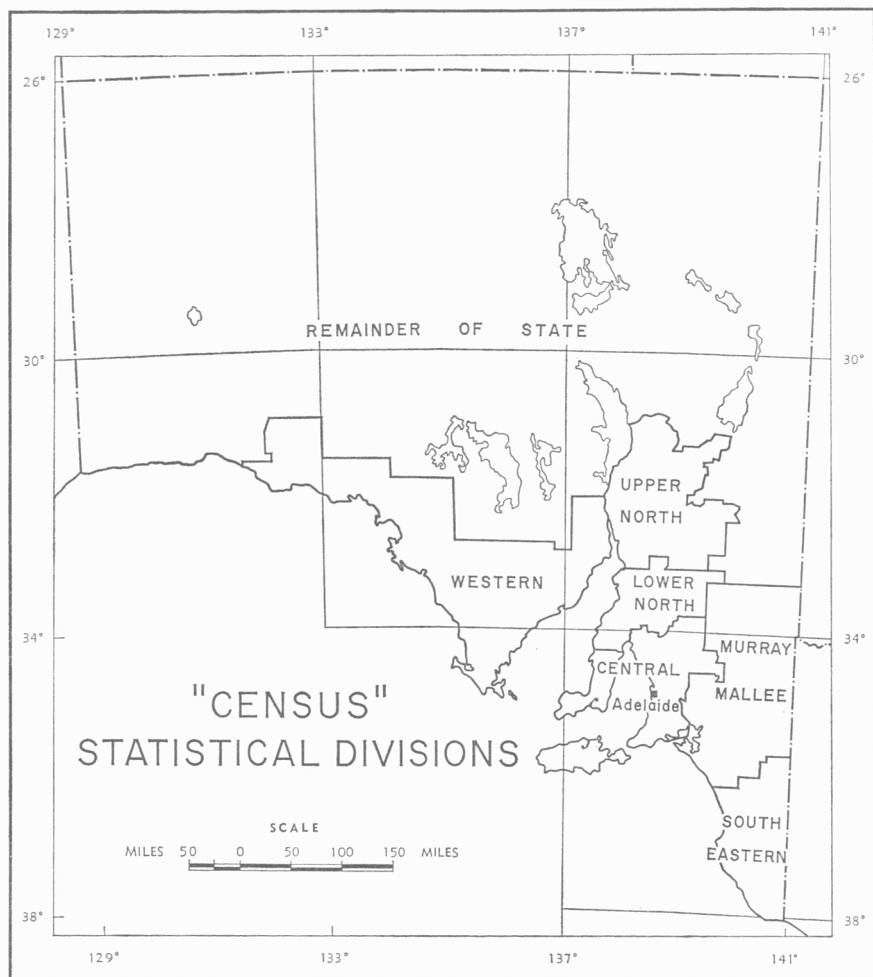 129° 133° 137° 141°
26° 26°
REMAINDER OF STATE
30° 30°
UPPER
NORTH
WESTERN
LOWER
NORTH
34° 34°
MURRAY
CENTRAL
MALLEE
Adelaide
"CENSUS"
STATISTICAL DIVISIONS
SOUTH
EASTERN
SCALE
MILES 50 0 50 100 150 MILES
38° 38°
129° 133° 137° 141°